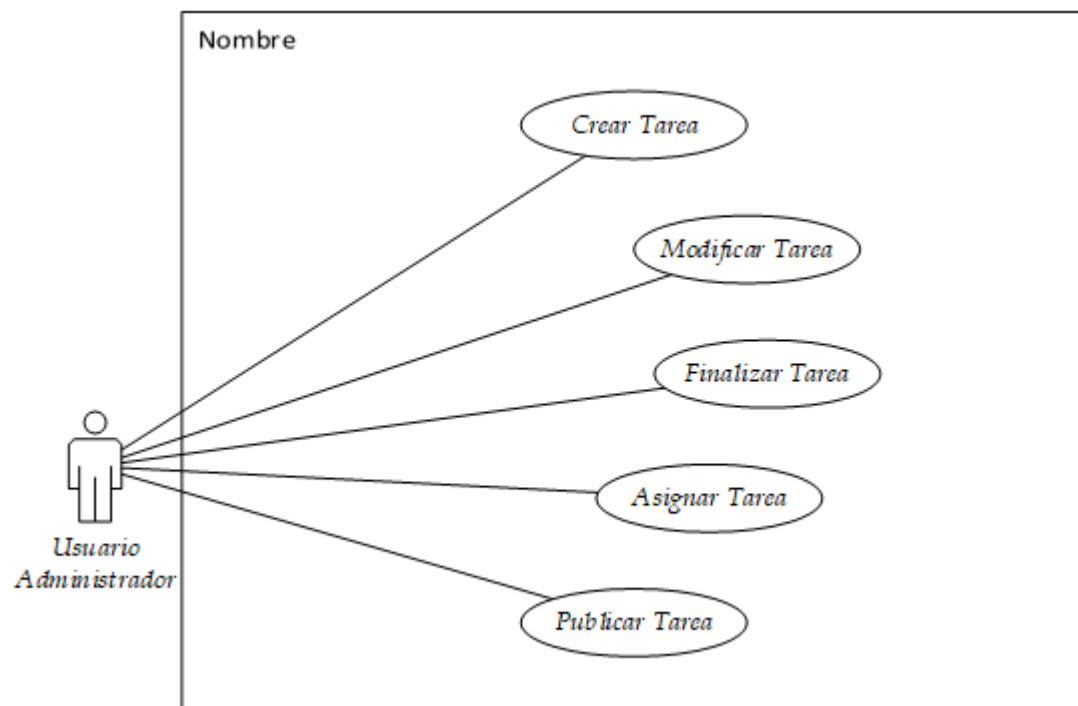 Nombre
Crear Tarea
Modificar Tarea
Finalizar Tarea
Asignar Tarea
Publicar Tarea
Usuario
Administrador